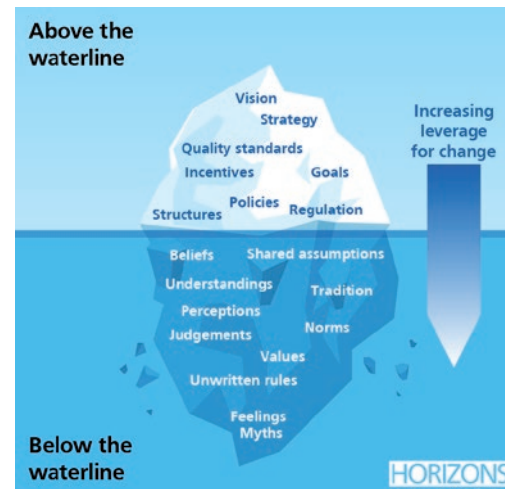 Above the
waterline
Vision
Strategy
Quality standards
Incentives
Goals
Policies
Structures
Regulation
Increasing
leverage
for change
Beliefs
Shared assumptions
Understandings
Tradition
Perceptions
Norms
Judgements
Values
Unwritten rules
Feelings
Myths
Below the
waterline
HORIZONS